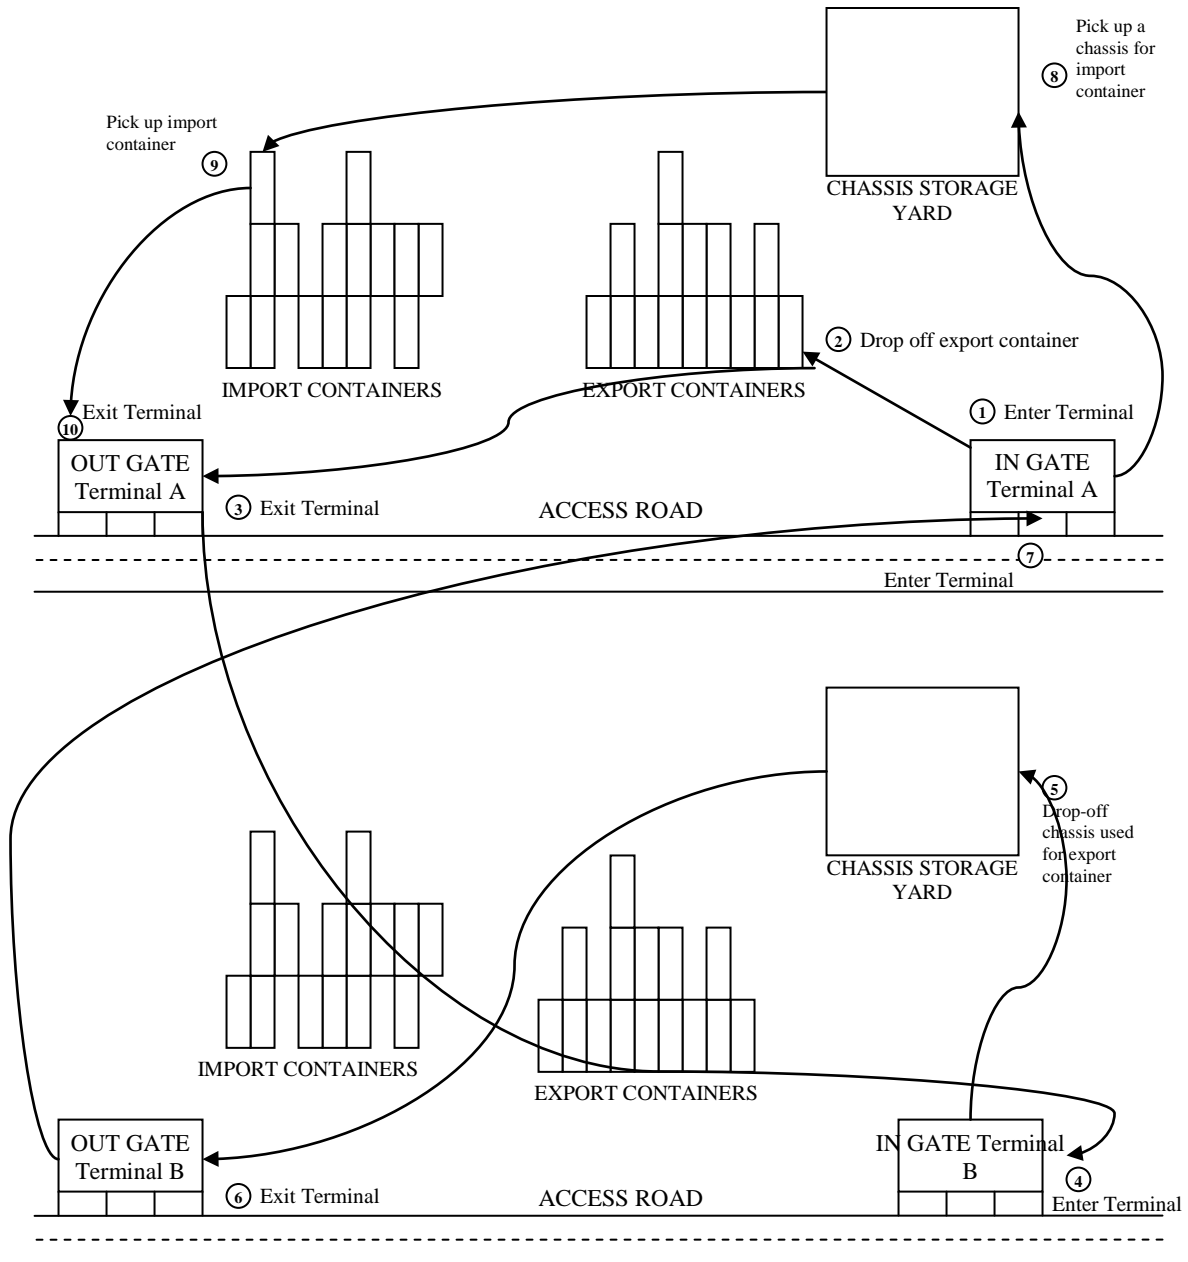 Pick up a
chassis for
import
container
8
Pick up import
container
9
CHASSIS STORAGE
YARD
2 Drop off export container
IMPORT CONTAINERS
EXPORT CONTAINERS
Exit Terminal
10
1 Enter Terminal
OUT GATE
Terminal A
IN GATE
Terminal A
3 Exit Terminal
ACCESS ROAD
7
Enter Terminal
5
Drop-off
chassis used
for export
container
CHASSIS STORAGE
YARD
IMPORT CONTAINERS
EXPORT CONTAINERS
OUT GATE
Terminal B
IN GATE Terminal
B
4
Enter Terminal
6 Exit Terminal
ACCESS ROAD